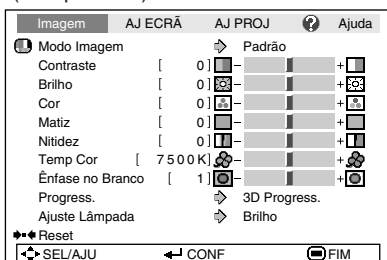 Imagem AJ ECRÃ AJ PROJ ? Ajuda
Modo Imagem Padrão
Contraste [ 0] - +
Brilho [ 0] - +
Cor [ 0] - +
Matiz [ 0] - +
Nitidez [ 0] - +
Temp Cor [ 7500K] - +
Ênfase no Branco [ 1] - +
Progress. 3D Progress.
Ajuste Lâmpada Brilho
Reset
SEL/AJU CONF FIM